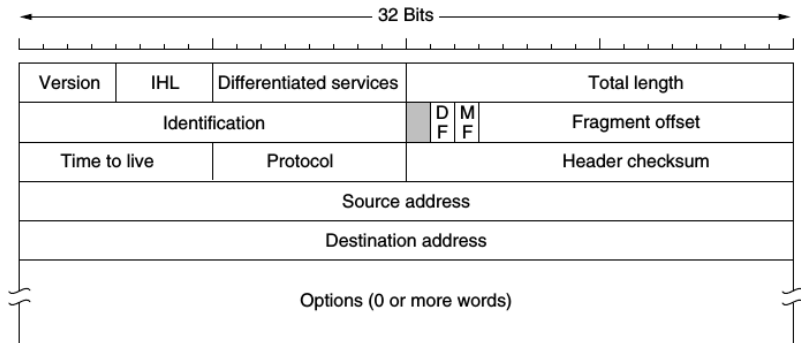 32 Bits
Version IHL Differentiated services Total length
Identification D F M F Fragment offset
Time to live Protocol Header checksum
Source address
Destination address
Options (0 or more words)